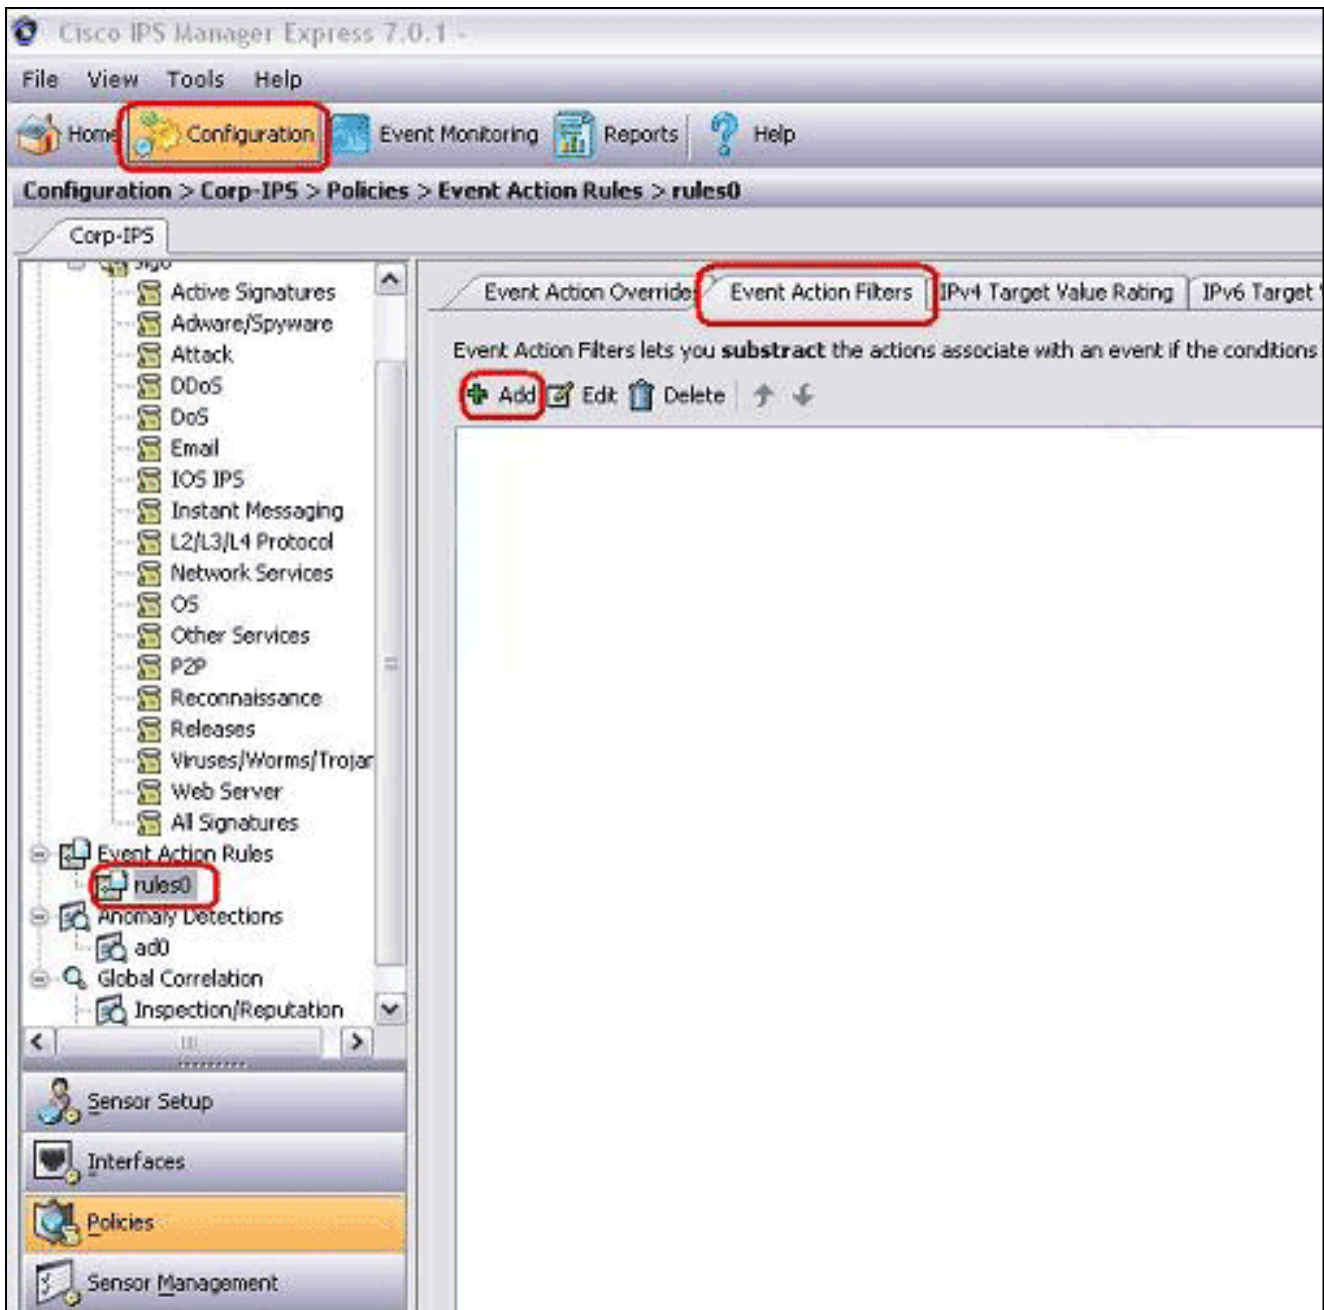 Cisco IPS Manager Express 7.0.1 -
File View Tools Help
Home Configuration Event Monitoring Reports Help
Configuration > Corp-IPS > Policies > Event Action Rules > rules0
Corp-IPS
Active Signatures
Adware/Spyware
Attack
DDoS
DoS
Email
IOS IPS
Instant Messaging
L2/L3/L4 Protocol
Network Services
OS
Other Services
P2P
Reconnaissance
Releases
Viruses/Worms/Trojan
Web Server
All Signatures
Event Action Rules
rules0
Anomaly Detections
ad0
Global Correlation
Inspection/Reputation
Sensor Setup
Interfaces
Policies
Sensor Management
Event Action Overrides Event Action Filters IPv4 Target Value Rating IPv6 Target
Event Action Filters lets you substract the actions associate with an event if the conditions
Add Edit Delete